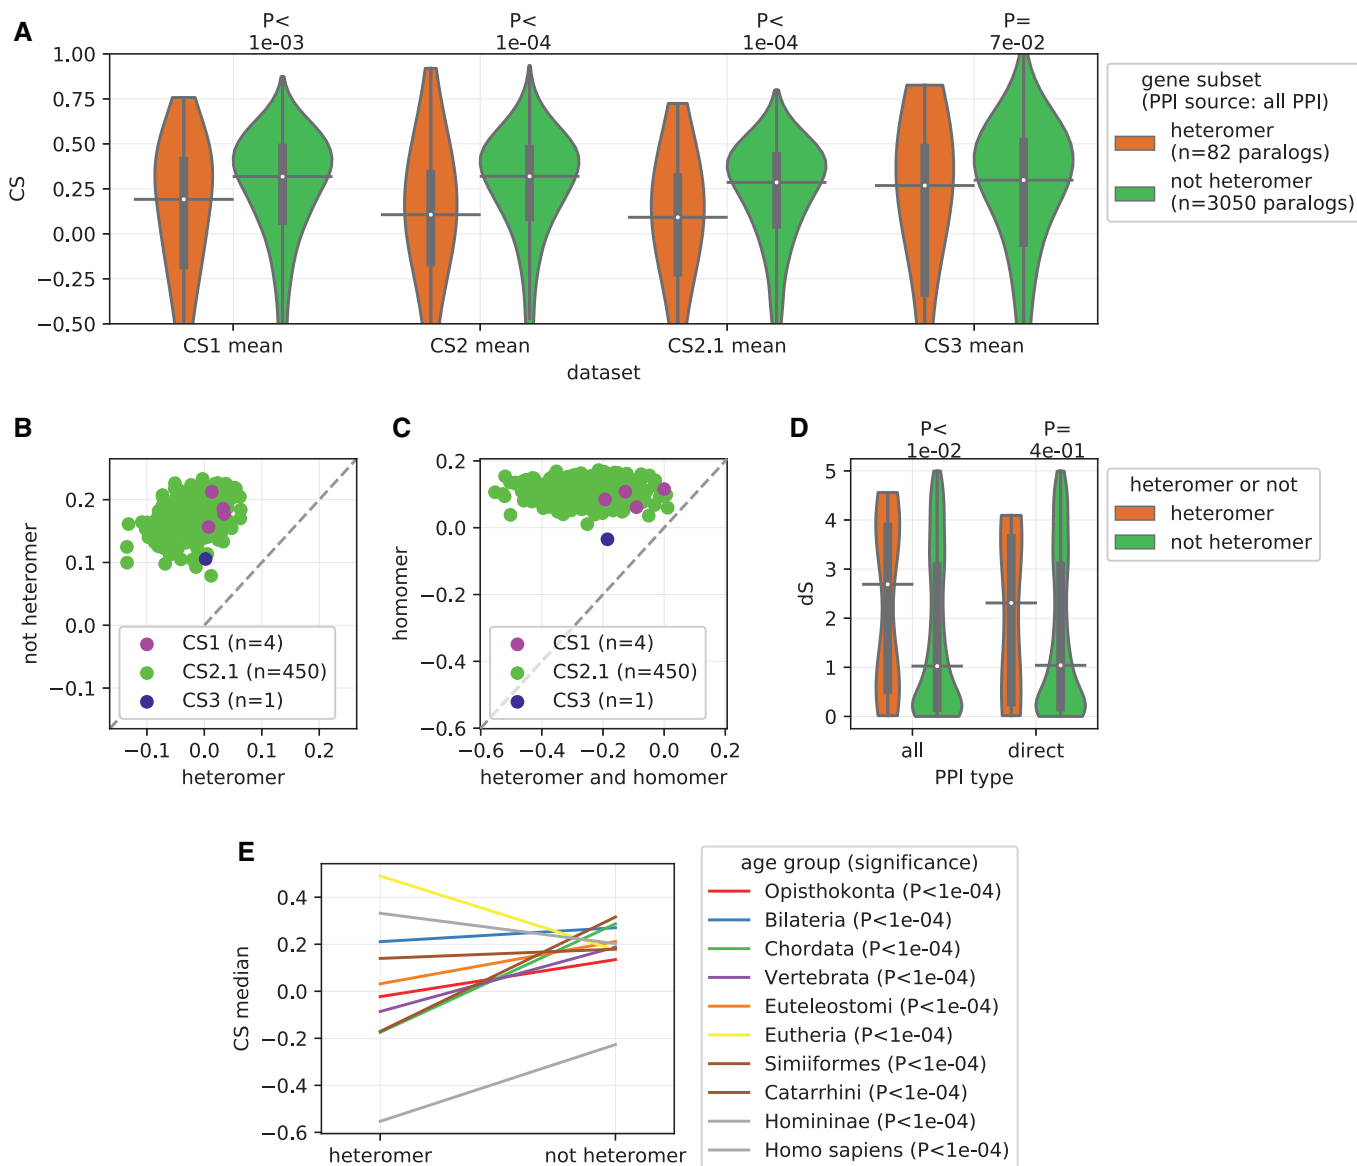 A
P<
1e-03
P<
1e-04
P<
1e-04
P=
7e-02
1.00
0.75
0.50
0.25
0.00
−0.25
−0.50
CS
CS1 mean
CS2 mean
CS2.1 mean
CS3 mean
dataset
gene subset
(PPI source: all PPI)
heteromer
(n=82 paralogs)
not heteromer
(n=3050 paralogs)
B
0.2
0.1
0.0
−0.1
not heteromer
CS1 (n=4)
CS2.1 (n=450)
CS3 (n=1)
−0.1 0.0 0.1 0.2
heteromer
C
0.2
0.0
−0.2
−0.4
−0.6
homomer
CS1 (n=4)
CS2.1 (n=450)
CS3 (n=1)
−0.6 −0.4 −0.2 0.0 0.2
heteromer and homomer
D
P<
1e-02
P=
4e-01
5
4
3
2
1
0
dS
all direct
PPI type
heteromer or not
heteromer
not heteromer
E
0.4
0.2
0.0
−0.2
−0.4
−0.6
CS median
heteromer not heteromer
age group (significance)
Opisthokonta (P<1e-04)
Bilateria (P<1e-04)
Chordata (P<1e-04)
Vertebrata (P<1e-04)
Euteleostomi (P<1e-04)
Eutheria (P<1e-04)
Simiiformes (P<1e-04)
Catarrhini (P<1e-04)
Homininae (P<1e-04)
Homo sapiens (P<1e-04)